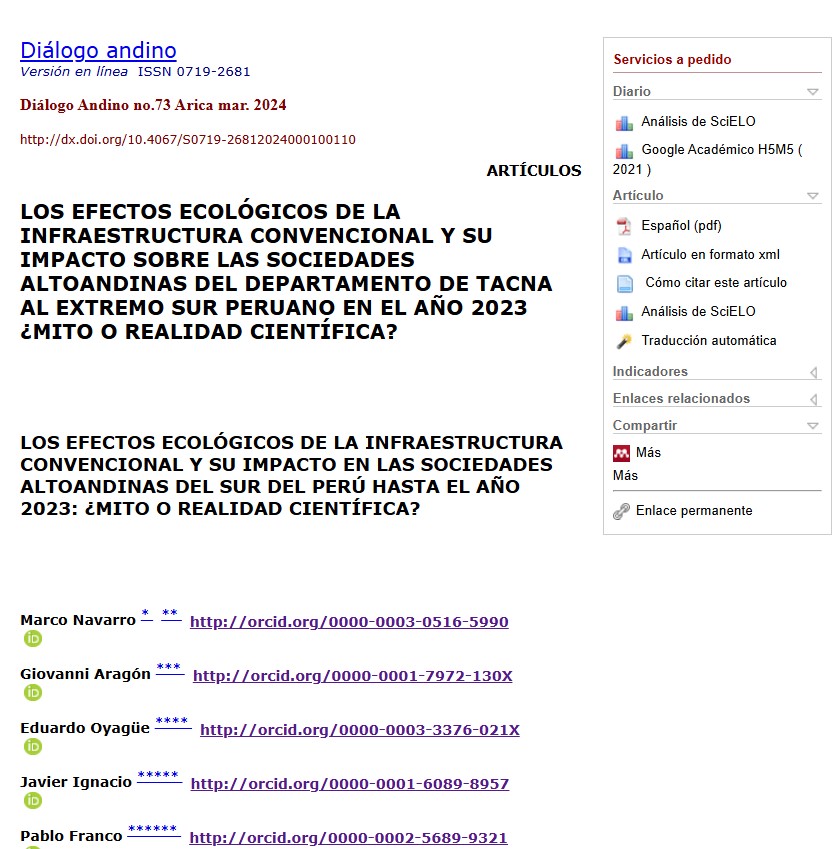 Diálogo andino
Versión en línea ISSN 0719-2681
Diálogo Andino no.73 Arica mar. 2024
http://dx.doi.org/10.4067/S0719-26812024000100110
ARTÍCULOS
LOS EFECTOS ECOLÓGICOS DE LA
INFRAESTRUCTURA CONVENCIONAL Y SU
IMPACTO SOBRE LAS SOCIEDADES
ALTOANDINAS DEL DEPARTAMENTO DE TACNA
AL EXTREMO SUR PERUANO EN EL AÑO 2023
¿MITO O REALIDAD CIENTÍFICA?
LOS EFECTOS ECOLÓGICOS DE LA INFRAESTRUCTURA
CONVENCIONAL Y SU IMPACTO EN LAS SOCIEDADES
ALTOANDINAS DEL SUR DEL PERÚ HASTA EL AÑO
2023: ¿MITO O REALIDAD CIENTÍFICA?
Marco Navarro * ** http://orcid.org/0000-0003-0516-5990
iD
Giovanni Aragón *** http://orcid.org/0000-0001-7972-130X
iD
Eduardo Oyagüe **** http://orcid.org/0000-0003-3376-021X
iD
Javier Ignacio ***** http://orcid.org/0000-0001-6089-8957
iD
Pablo Franco ****** http://orcid.org/0000-0002-5689-9321
Servicios a pedido
Diario
Análisis de SciELO
Google Académico H5M5 (
2021 )
Artículo
Español (pdf)
Artículo en formato xml
Cómo citar este artículo
Análisis de SciELO
Traducción automática
Indicadores
Enlaces relacionados
Compartir
Más
Más
Enlace permanente